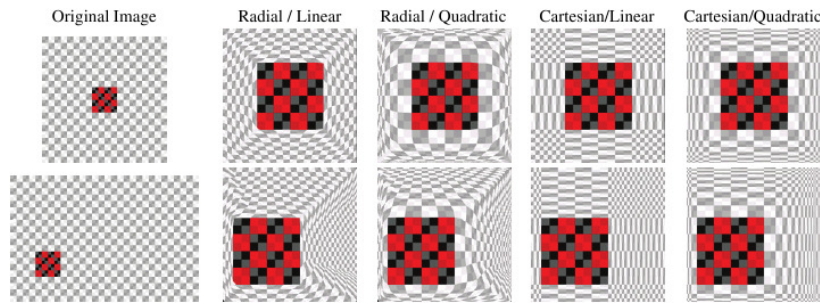 Original Image
Radial / Linear
Radial / Quadratic
Cartesian/Linear
Cartesian/Quadratic